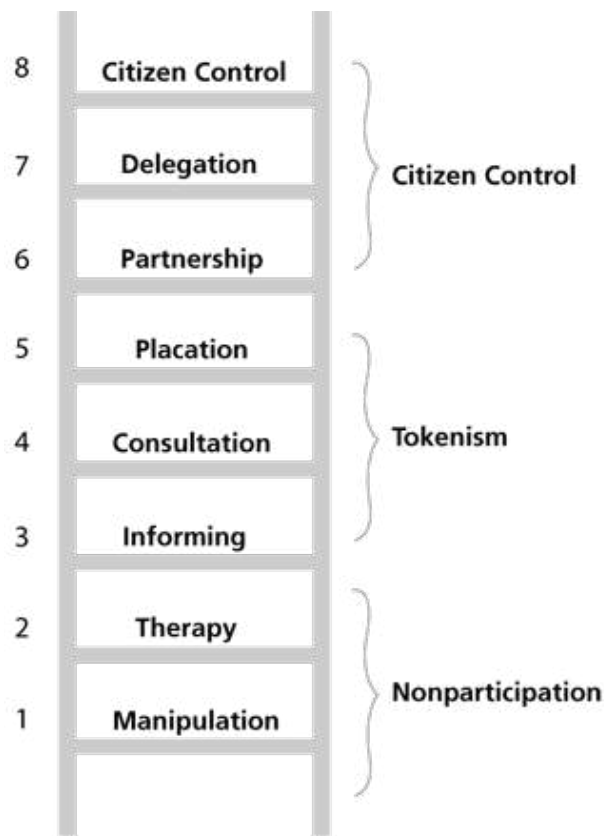 8 Citizen Control
7 Delegation
Citizen Control
6 Partnership
5 Placation
4 Consultation
Tokenism
3 Informing
2 Therapy
Nonparticipation
1 Manipulation